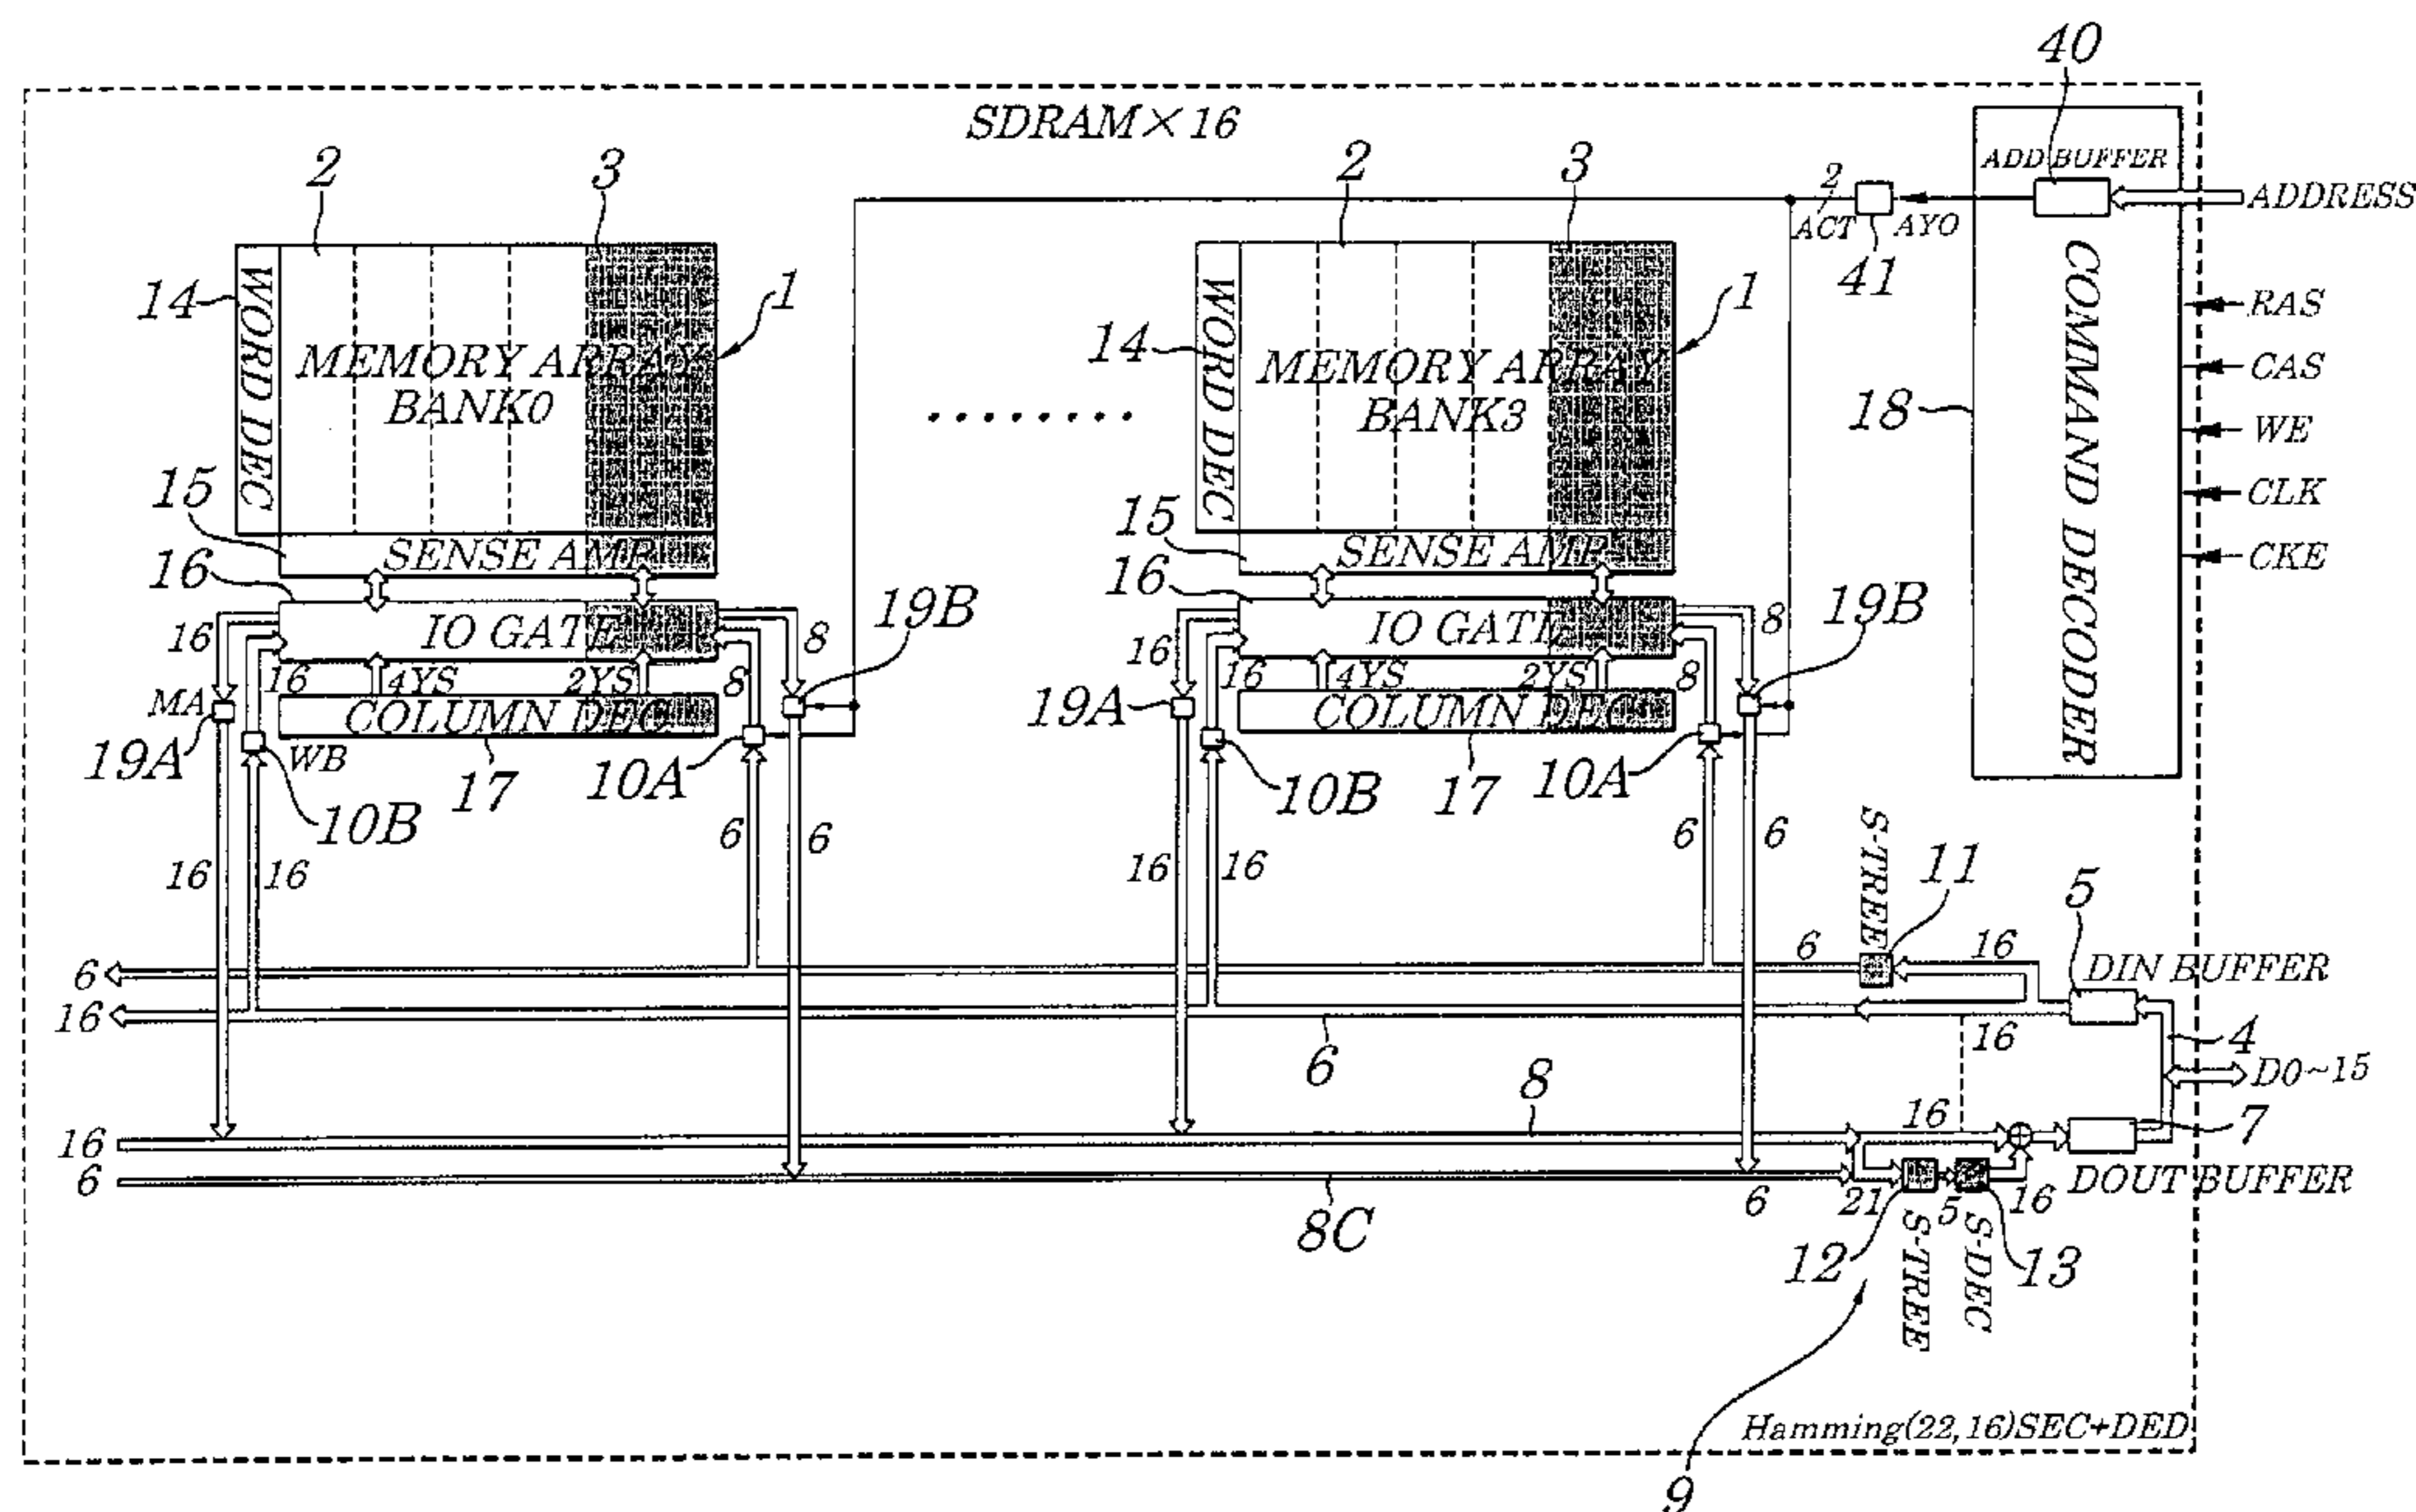 40
SDRAM×16
ADD BUFFER
2 3 2 3
2
ACT AYO
ADDRESS
41
14
WORD DEC
MEMORY ARRAY
BANK0
1
14
WORD DEC
MEMORY ARRAY
BANK3
1
........
18
COMMAND DECODER
RAS
CAS
WE
CLK
CKE
15
SENSE AMP
15
SENSE AMP
16
IO GATE
16
16
8
8
19B
16
IO GATE
16
16
8
8
19B
4YS 2YS
4YS 2YS
MA
19A
COLUMN DEC
19A
COLUMN DEC
WB
10B
17
10A
10B
17
10A
16 16
6 6
16 16
6 6
S-TREE
11
5
6
6
16
DIN BUFFER
16
6
16
4
D0~15
16
8
16
7
6
8C
6
21
5
16
DOUT BUFFER
12
S-TREE
S-DEC
13
Hamming(22,16)SEC+DED
9